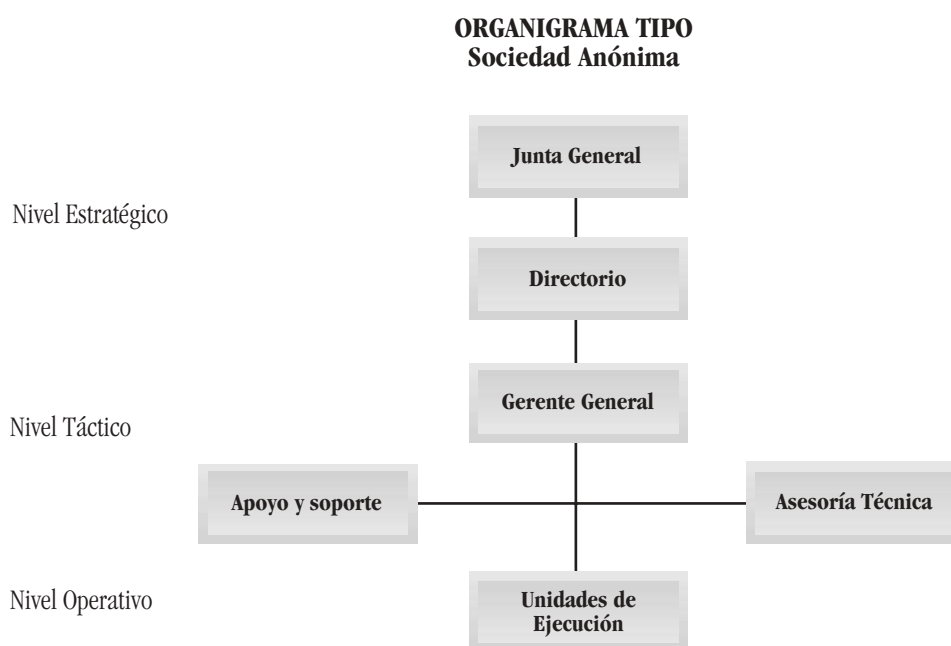 ORGANIGRAMA TIPO
Sociedad Anónima
Junta General
Nivel Estratégico
Directorio
Gerente General
Nivel Táctico
Apoyo y soporte
Asesoría Técnica
Nivel Operativo
Unidades de
Ejecución